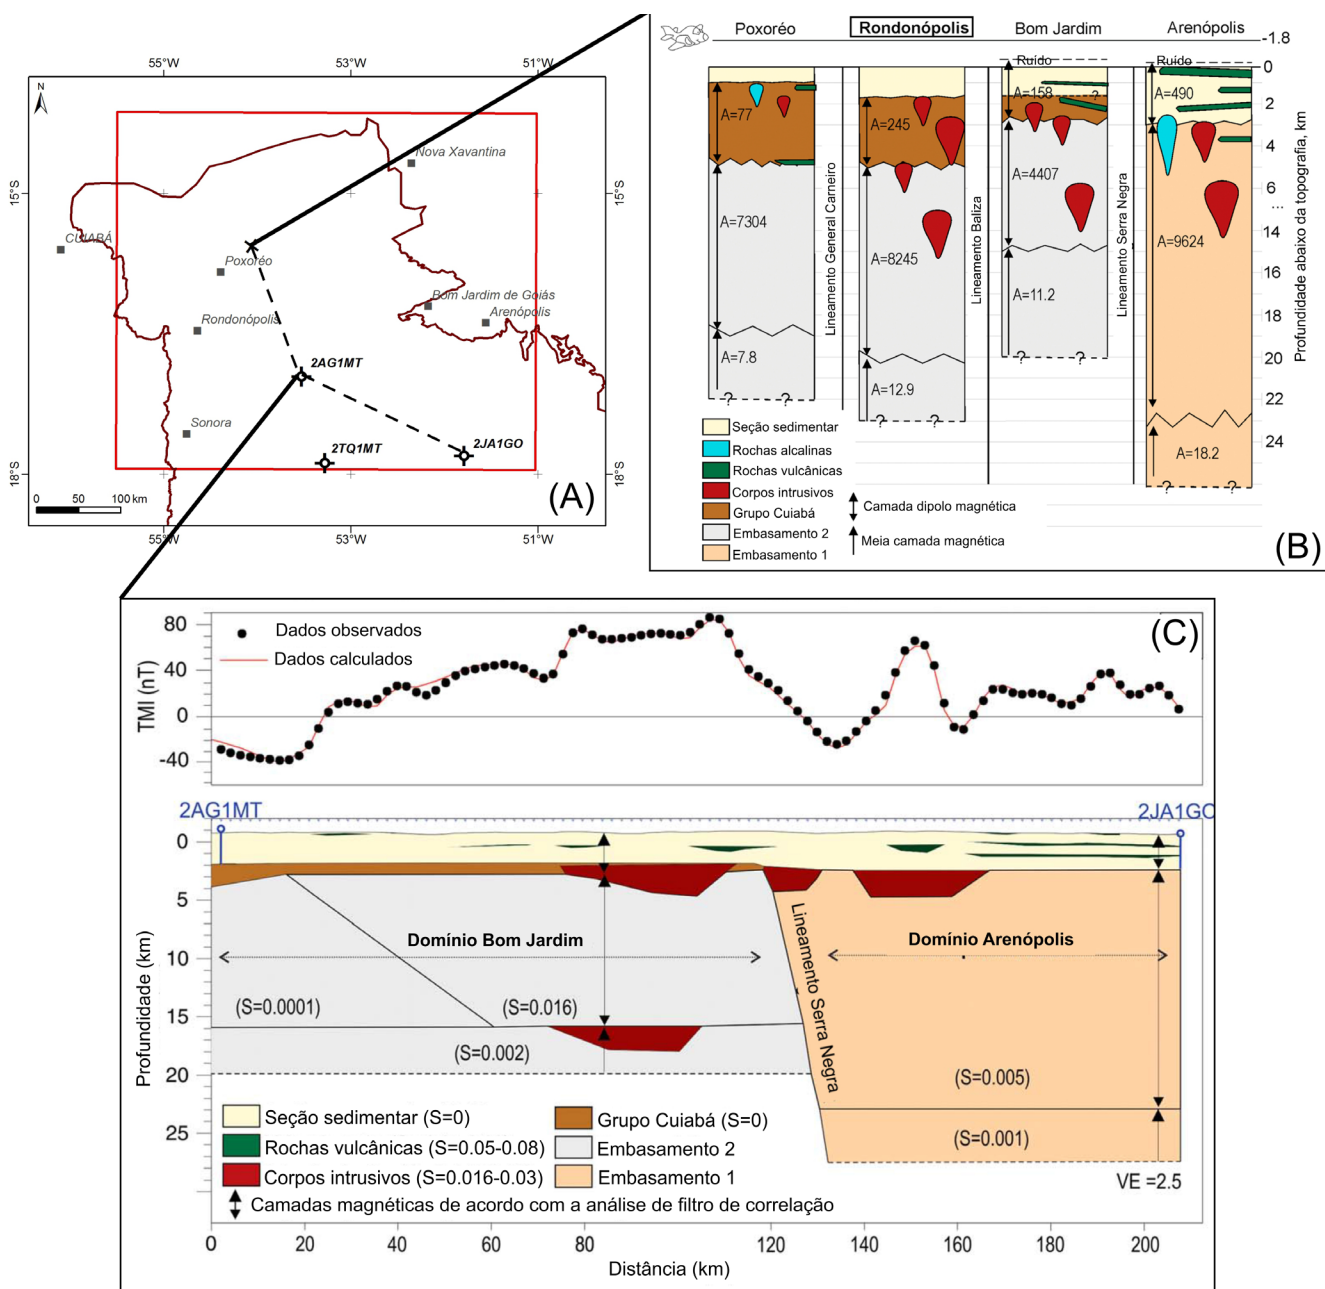 55°W
53°W
51°W
N
Nova Xavantina
15°S
15°S
CUIABÁ
Poxoréo
Bom Jardim de Goiás
Arenópolis
Rondonópolis
2AG1MT
Sonora
2JA1GO
2TQ1MT
18°S
18°S
0 50 100 km
(A)
55°W
53°W
51°W
Poxoréo
Rondonópolis
Bom Jardim
Arenópolis
-1.8
Ruído
Ruído
0
A=77
A=245
A=158
?
A=490
2
4
A=7304
A=8245
A=4407
A=9624
6
...
14
16
A=11.2
18
A=7.8
A=12.9
? ?
20
? ?
? ?
22
A=18.2
24
? ?
Lineamento General Carneiro
Lineamento Baliza
Lineamento Serra Negra
Profundidade abaixo da topografia, km
Seção sedimentar
Rochas alcalinas
Rochas vulcânicas
Corpos intrusivos
Grupo Cuiabá
Embasamento 2
Embasamento 1
Camada dipolo magnética
Meia camada magnética
(B)
(C)
80
40
0
-40
TMI (nT)
Dados observados
Dados calculados
2AG1MT
2JA1GO
0
5
10
15
20
25
Profundidade (km)
Domínio Bom Jardim
Domínio Arenópolis
Lineamento Serra Negra
(S=0.0001)
(S=0.016)
(S=0.002)
(S=0.005)
(S=0.001)
Seção sedimentar (S=0)
Rochas vulcânicas (S=0.05-0.08)
Corpos intrusivos (S=0.016-0.03)
Grupo Cuiabá (S=0)
Embasamento 2
Embasamento 1
VE =2.5
Camadas magnéticas de acordo com a análise de filtro de correlação
0 20 40 60 80 100 120 140 160 180 200
Distância (km)